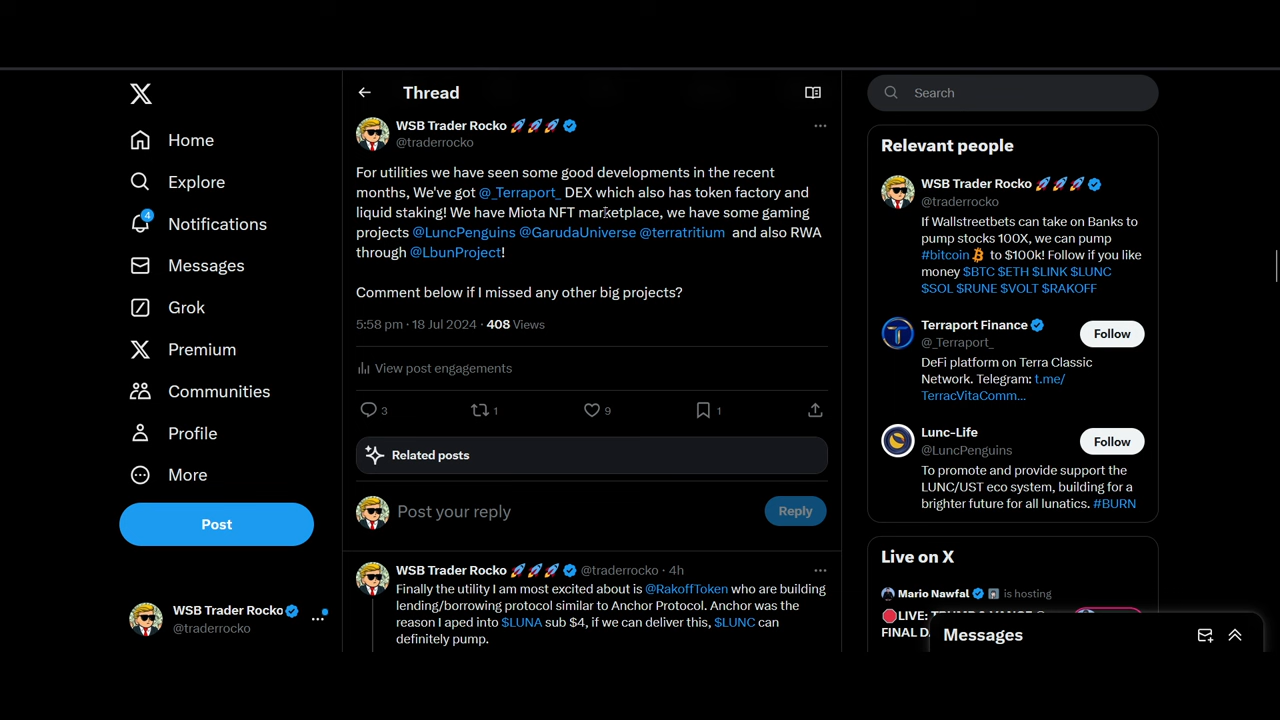 Home
Explore
4
Notifications
Messages
Grok
Premium
Communities
Profile
More
Post
WSB Trader Rocko
@traderrocko
Thread
WSB Trader Rocko 🚀🚀🚀
@traderrocko
For utilities we have seen some good developments in the recent
months, We've got @_Terraport_ DEX which also has token factory and
liquid staking! We have Miota NFT marketplace, we have some gaming
projects @LuncPenguins @GarudaUniverse @terratritium and also RWA
through @LbunProject!
Comment below if I missed any other big projects?
5:58 pm · 18 Jul 2024 · 408 Views
View post engagements
3 1 9 1
Related posts
Post your reply
Reply
WSB Trader Rocko 🚀🚀🚀 @traderrocko · 4h
Finally the utility I am most excited about is @RakoffToken who are building
lending/borrowing protocol similar to Anchor Protocol. Anchor was the
reason I aped into $LUNA sub $4, if we can deliver this, $LUNC can
definitely pump.
Search
Relevant people
WSB Trader Rocko 🚀🚀🚀
@traderrocko
If Wallstreetbets can take on Banks to
pump stocks 100X, we can pump
#bitcoin to $100k! Follow if you like
money $BTC $ETH $LINK $LUNC
$SOL $RUNE $VOLT $RAKOFF
Terraport Finance
@_Terraport_
Follow
DeFi platform on Terra Classic
Network. Telegram: t.me/
TerracVitaComm...
Lunc-Life
@LuncPenguins
Follow
To promote and provide support the
LUNC/UST eco system, building for a
brighter future for all lunatics. #BURN
Live on X
Mario Nawfal is hosting
LIVE:
FINAL
Messages